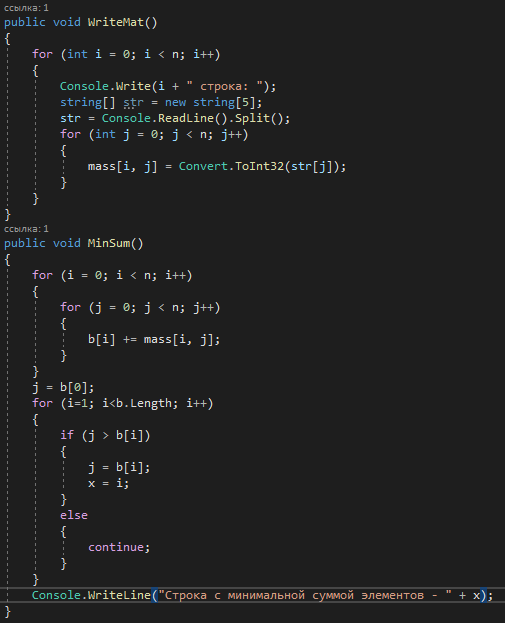 ссылка: 1
public void WriteMat()
{
for (int i = 0; i < n; i++)
{
Console.Write(i + " строка: ");
string[] str = new string[5];
str = Console.ReadLine().Split();
for (int j = 0; j < n; j++)
{
mass[i, j] = Convert.ToInt32(str[j]);
}
}
}
ссылка: 1
public void MinSum()
{
for (i = 0; i < n; i++)
{
for (j = 0; j < n; j++)
{
b[i] += mass[i, j];
}
}
j = b[0];
for (i=1; i<b.Length; i++)
{
if (j > b[i])
{
j = b[i];
x = i;
}
else
{
continue;
}
}
Console.WriteLine("Строка с минимальной суммой элементов - " + x);
}